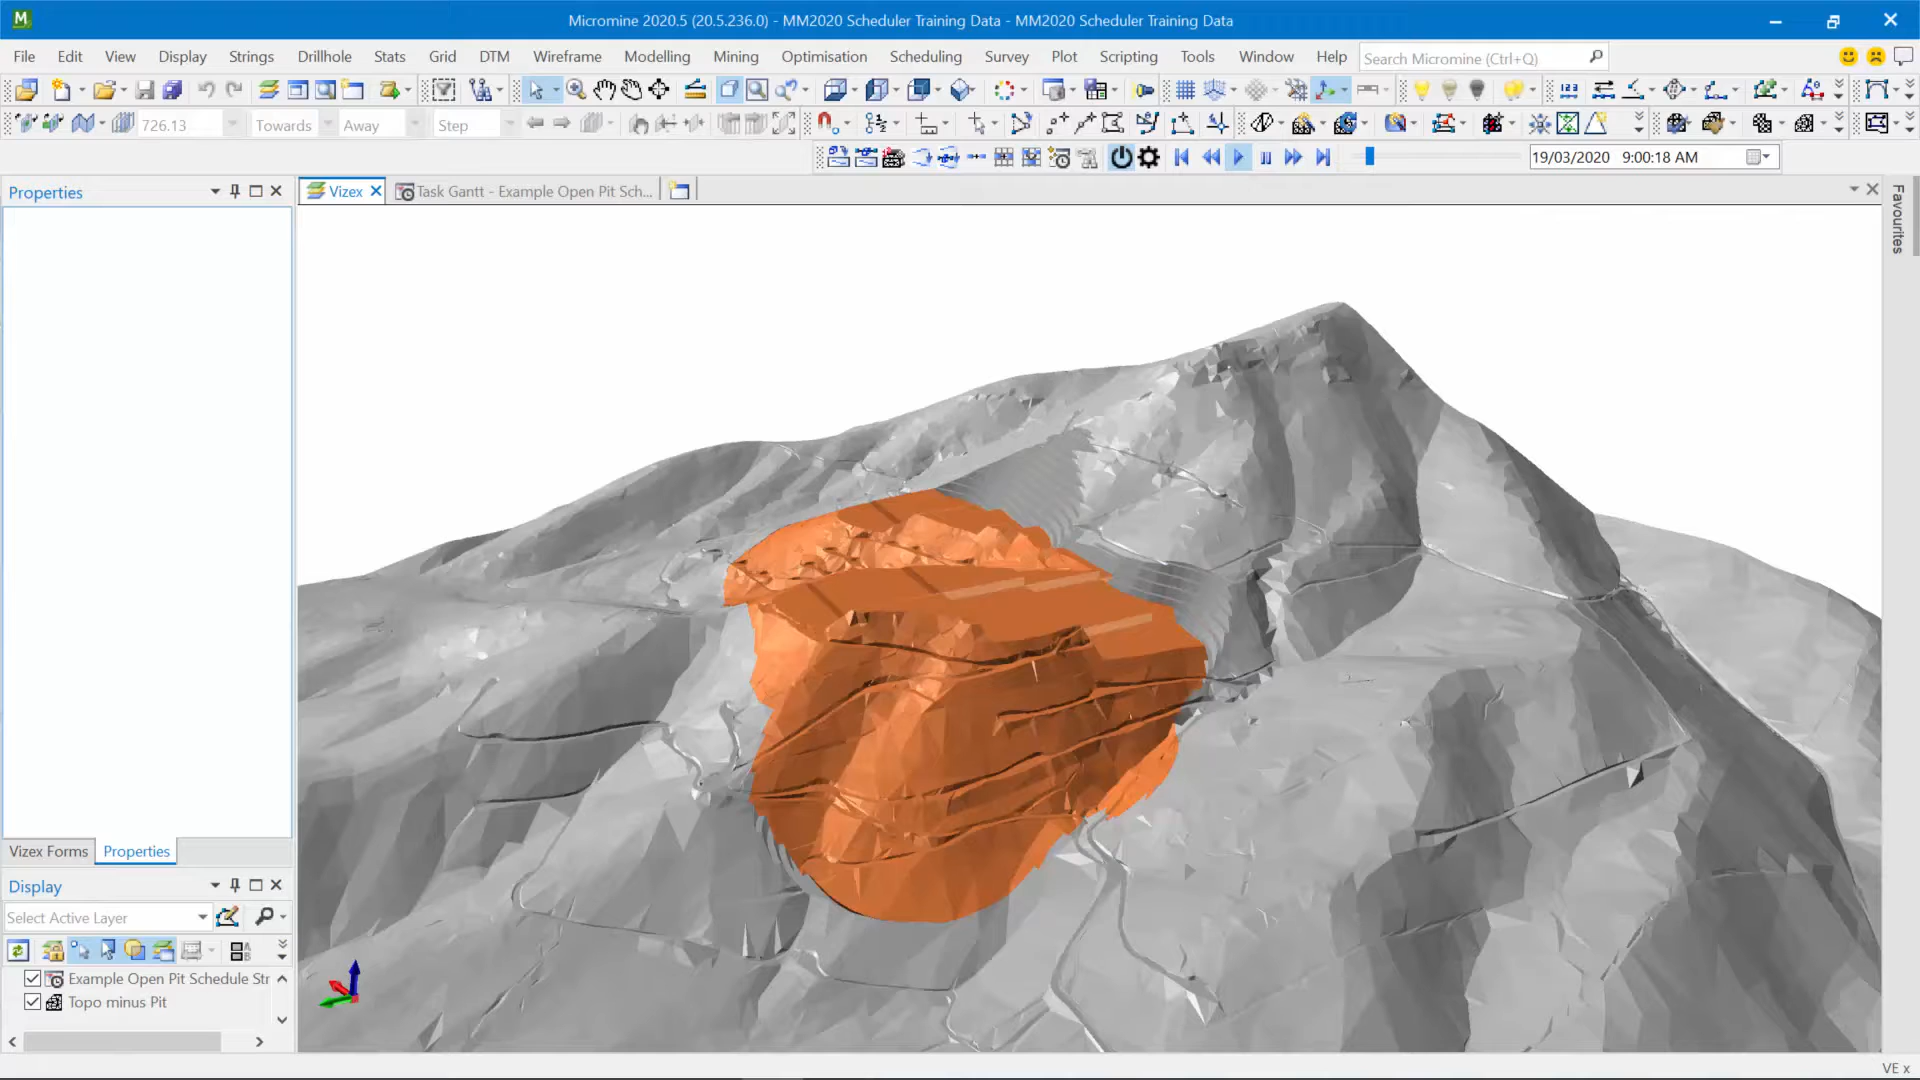 Micromine 2020.5 (20.5.236.0) - MM2020 Scheduler Training Data - MM2020 Scheduler Training Data
File Edit View Display Strings Drillhole Stats Grid DTM Wireframe Modelling Mining Optimisation Scheduling Survey Plot Scripting Tools Window Help Search Micromine (Ctrl+Q)
726.13 Towards Away Step
19/03/2020 9:00:18 AM
Properties
Vizex
Task Gantt - Example Open Pit Sch...
Favourites
Vizex Forms Properties
Display
Select Active Layer
Example Open Pit Schedule Str
Topo minus Pit
VE x